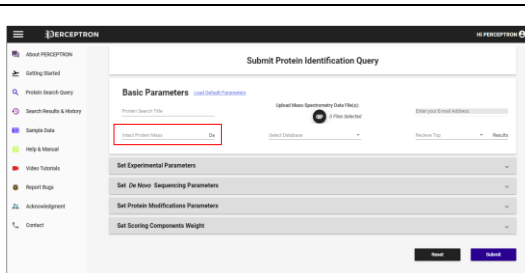 PERCEPTRON
HI PERCEPTRON
About PERCEPTRON
Getting Started
Protein Search Query
Search Results & History
Sample Data
Help & Manual
Video Tutorials
Report Bugs
Acknowledgment
Contact
Submit Protein Identification Query
Basic Parameters Load Default Parameters
Protein Search Title
Upload Mass Spectrometry Data File(s):
0 Files Selected
Enter your E-mail Address
Intact Protein Mass Da
Select Database
Recieve Top Results
Set Experimental Parameters
Set De Novo Sequencing Parameters
Set Protein Modifications Parameters
Set Scoring Components Weight
Reset Submit